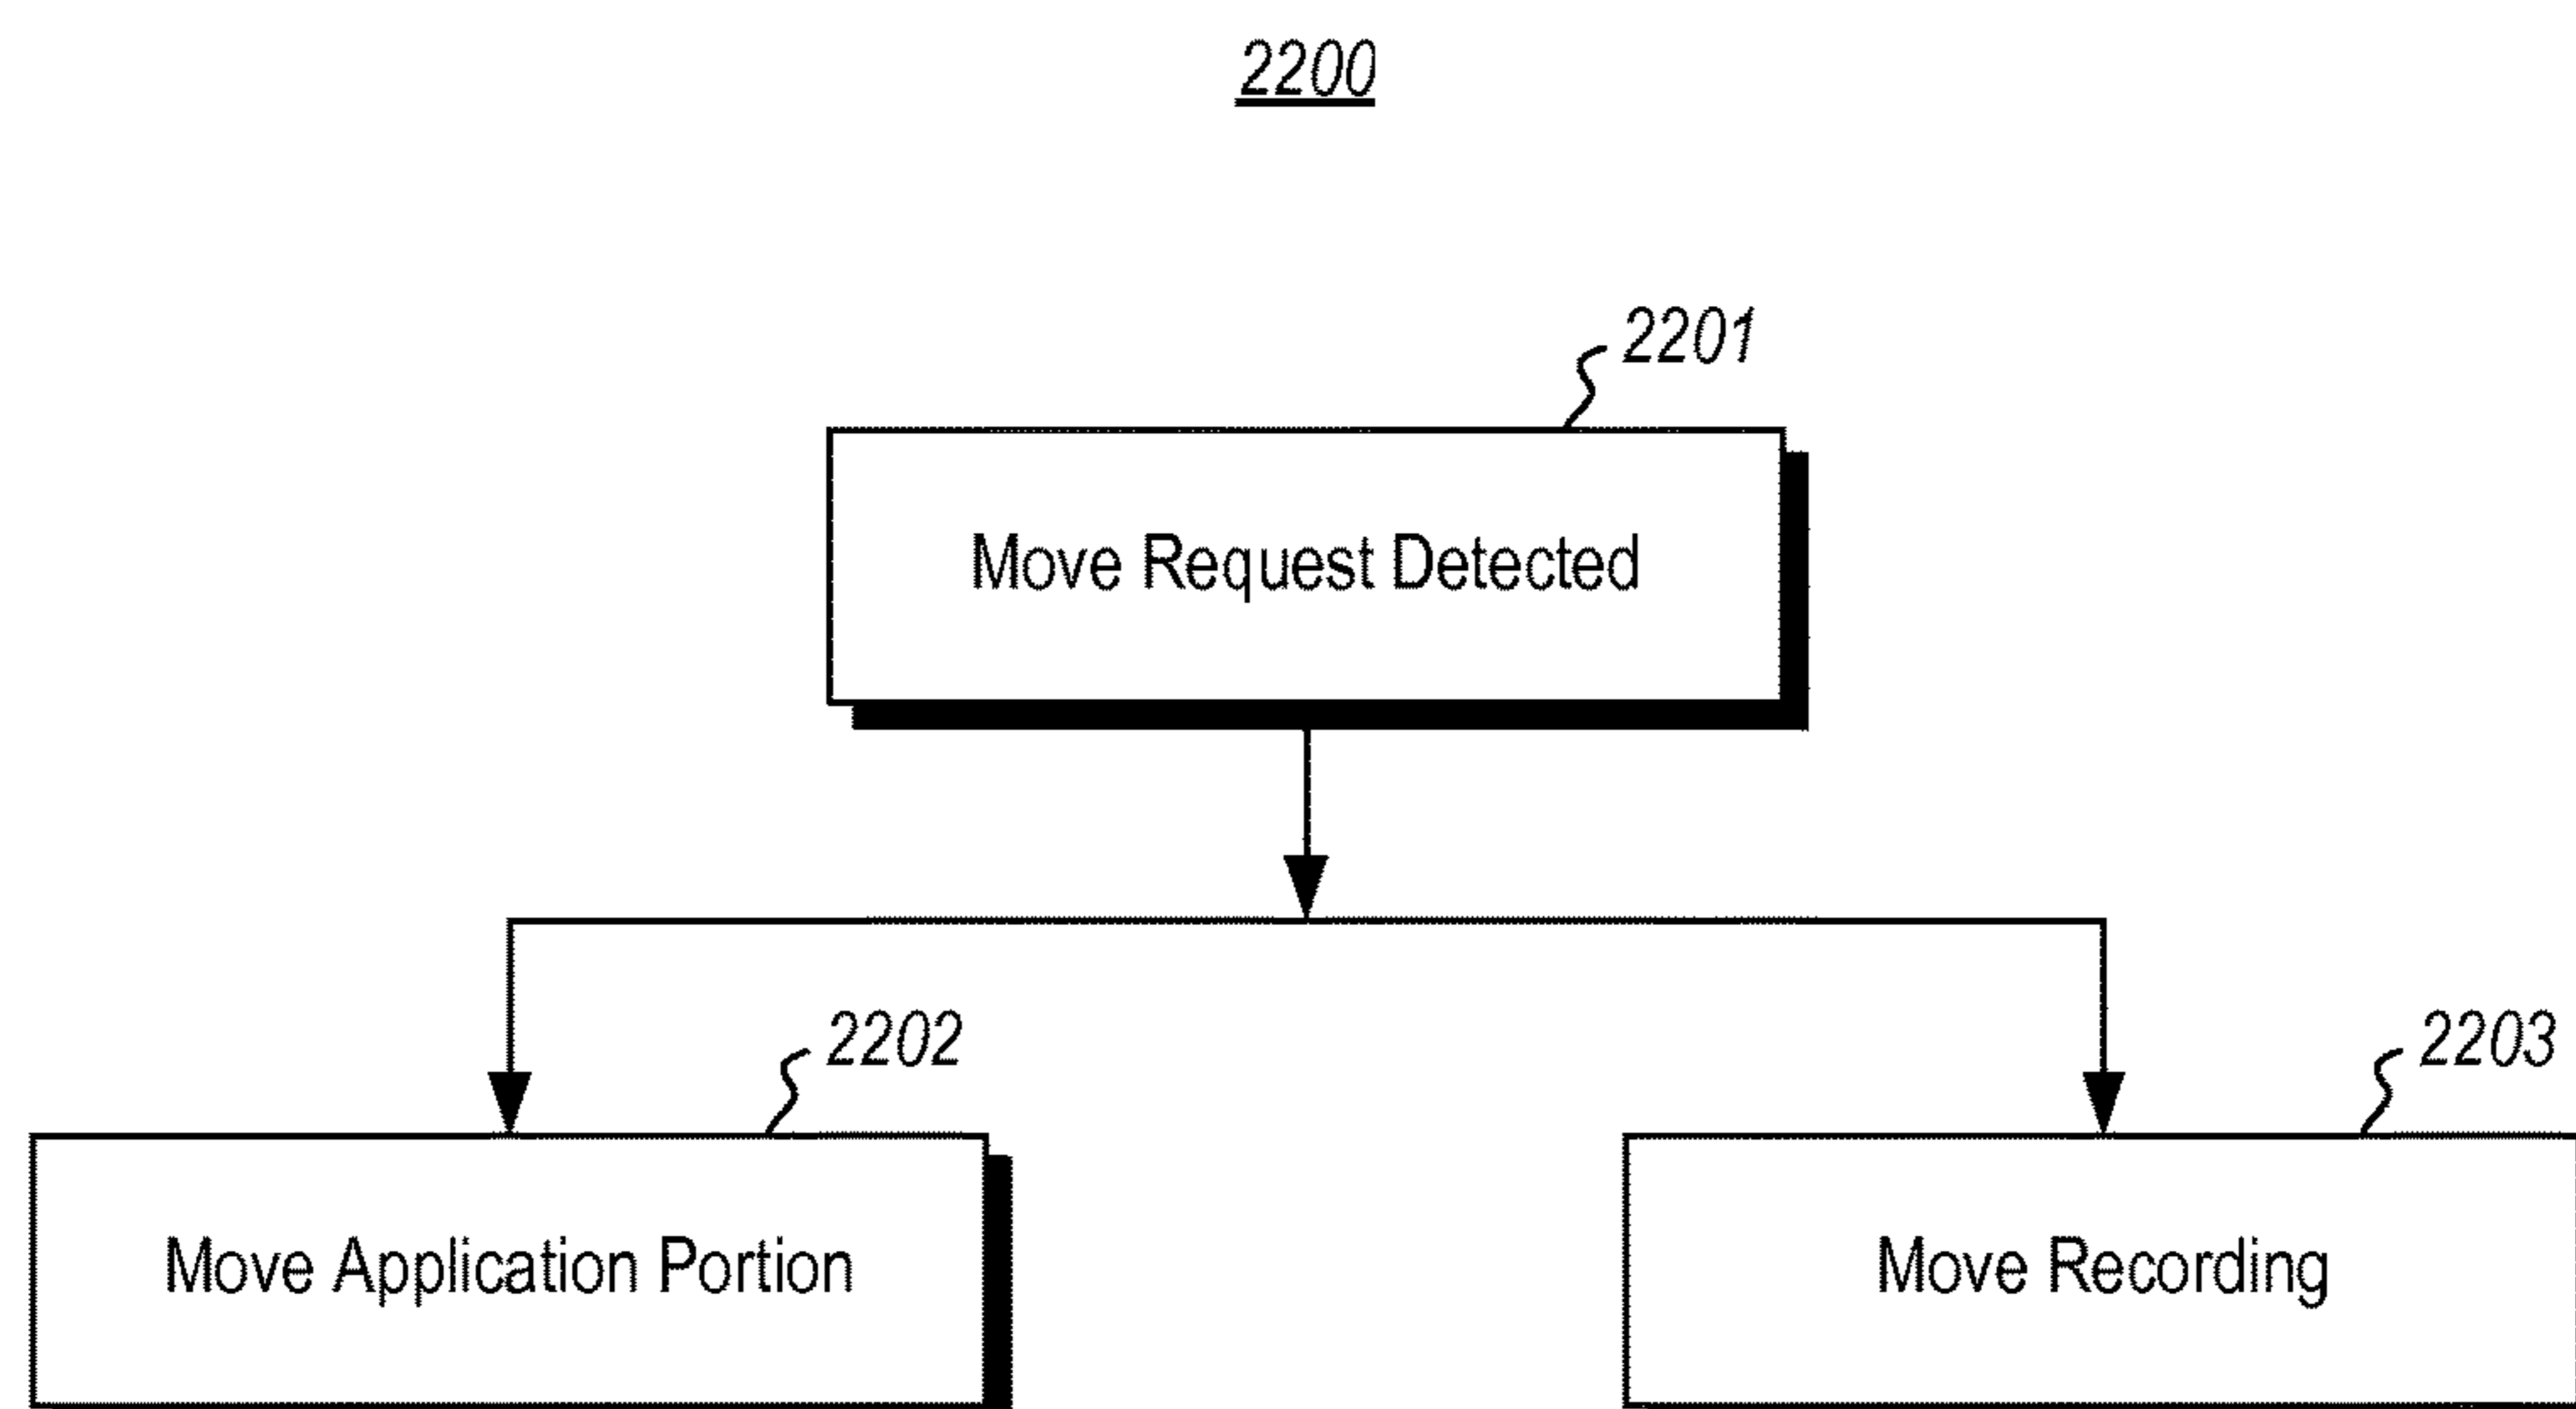 2200
2201
Move Request Detected
2202
2203
Move Application Portion
Move Recording